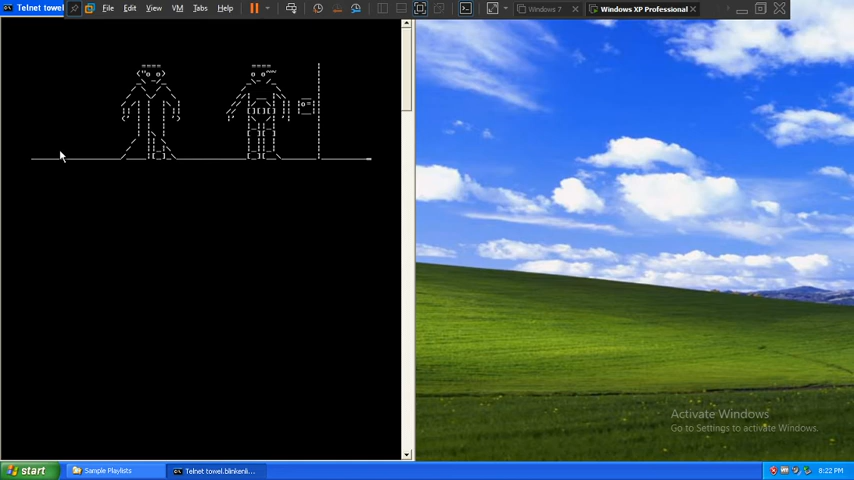 Telnet towel
File
Edit
View
VM
Tabs
Help
Windows 7
Windows XP Professional
Activate Windows
Go to Settings to activate Windows.
start
Sample Playlists
Telnet towel.blinkenli...
8:22 PM